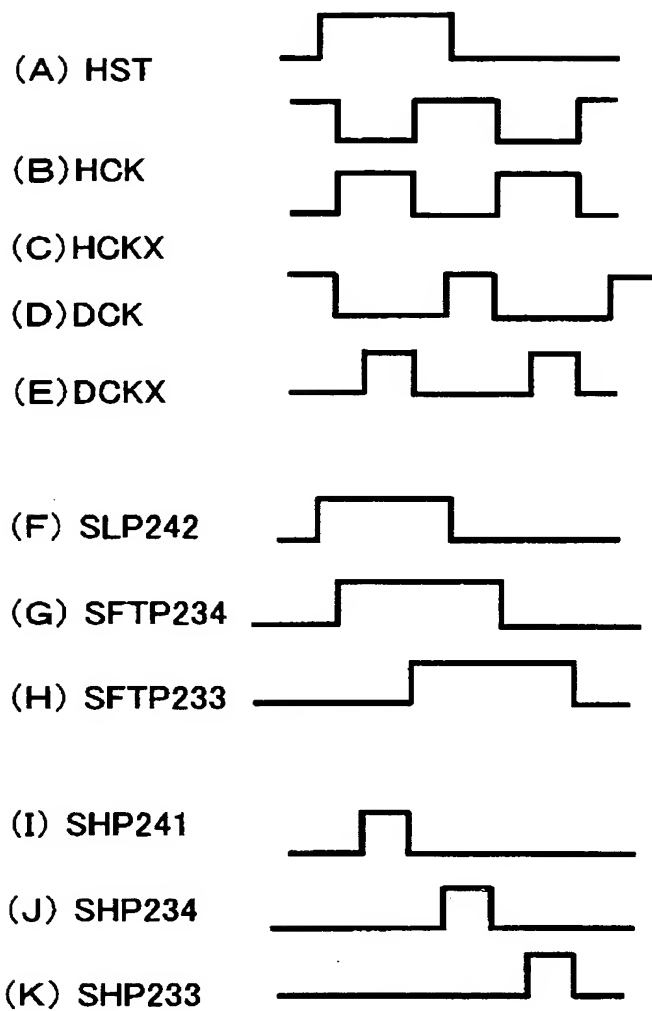 (A) HST
(B)HCK
(C)HCKX
(D)DCK
(E)DCKX
(F) SLP242
(G) SFTP234
(H) SFTP233
(I) SHP241
(J) SHP234
(K) SHP233